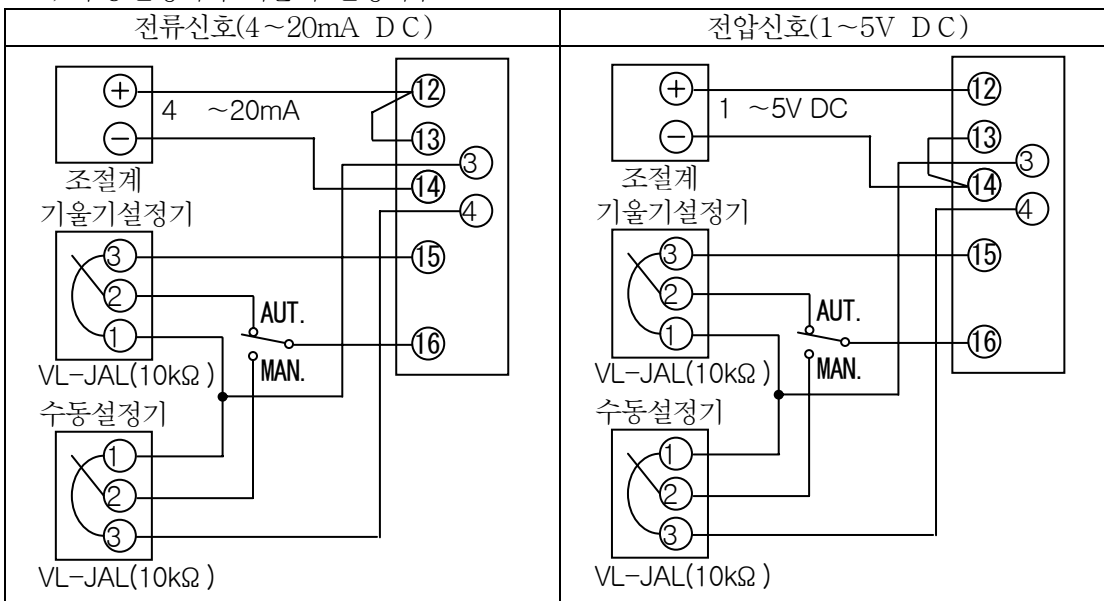 전류신호(4~20mA DC)
4 ~20mA
+
−
조절계
기울기설정기
3
2
1
VL-JAL(10kΩ)
수동설정기
1
2
3
VL-JAL(10kΩ)
AUT.
MAN.
12
13
3
14
4
15
16
전압신호(1~5V DC)
1 ~5V DC
+
−
조절계
기울기설정기
3
2
1
VL-JAL(10kΩ)
수동설정기
1
2
3
VL-JAL(10kΩ)
AUT.
MAN.
12
13
3
14
4
15
16